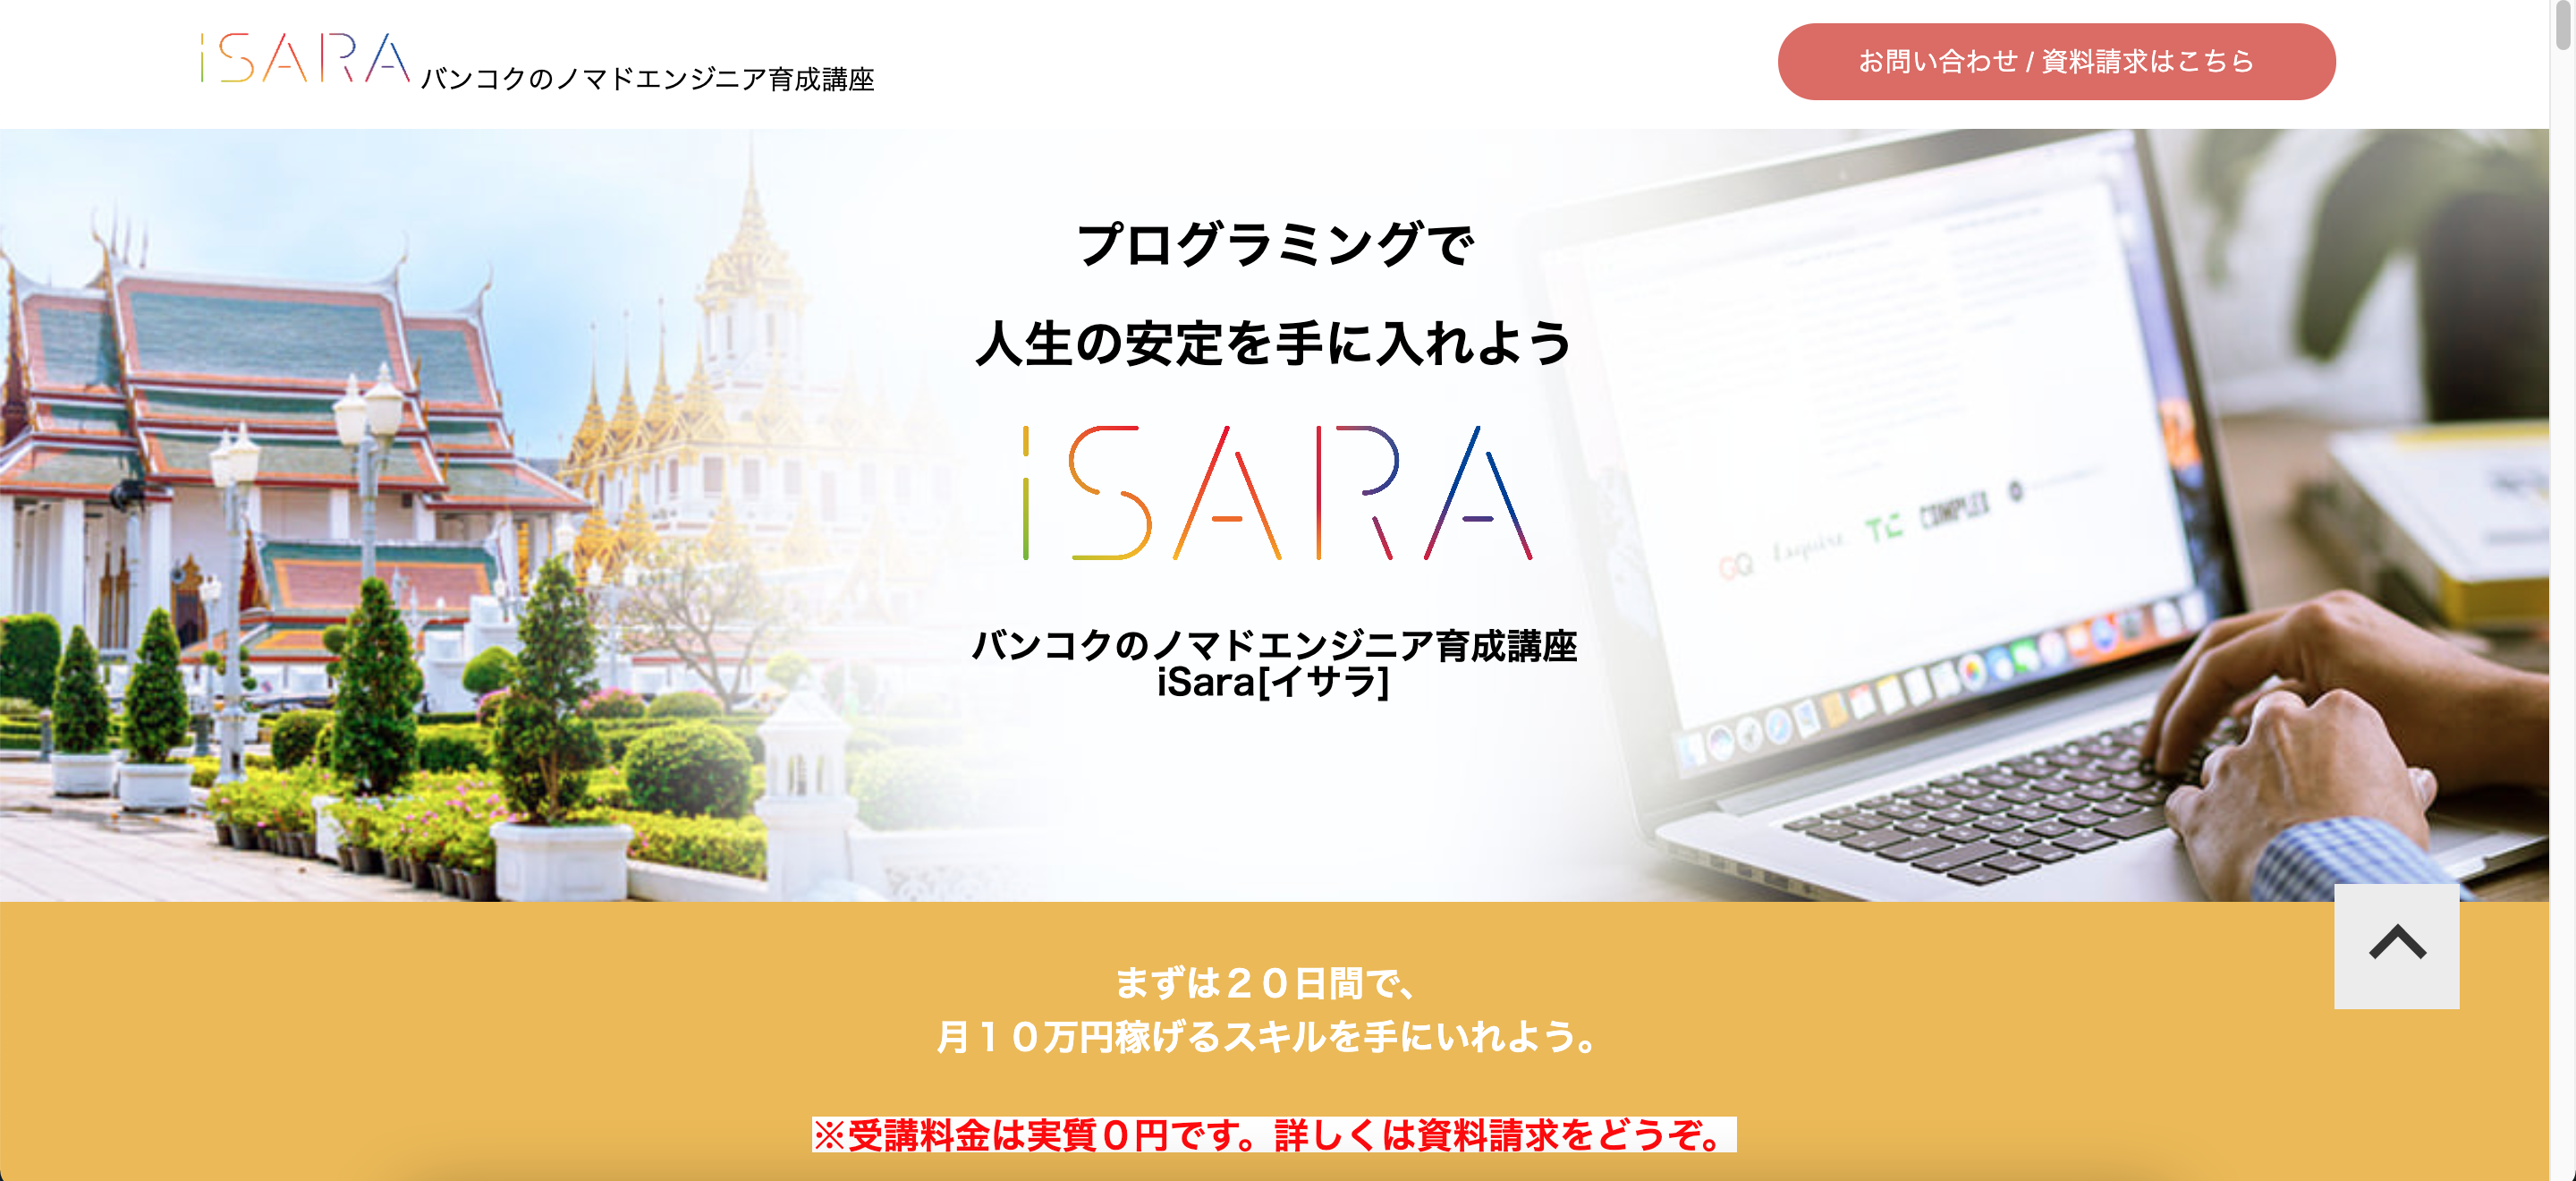 iSARA バンコクのノマドエンジニア育成講座
お問い合わせ / 資料請求はこちら
プログラミングで
人生の安定を手に入れよう
iSARA
バンコクのノマドエンジニア育成講座
iSara[イサラ]
GQ Esquire TC COMPLEX
まずは２０日間で、
月１０万円稼げるスキルを手にいれよう。
※受講料金は実質０円です。詳しくは資料請求をどうぞ。